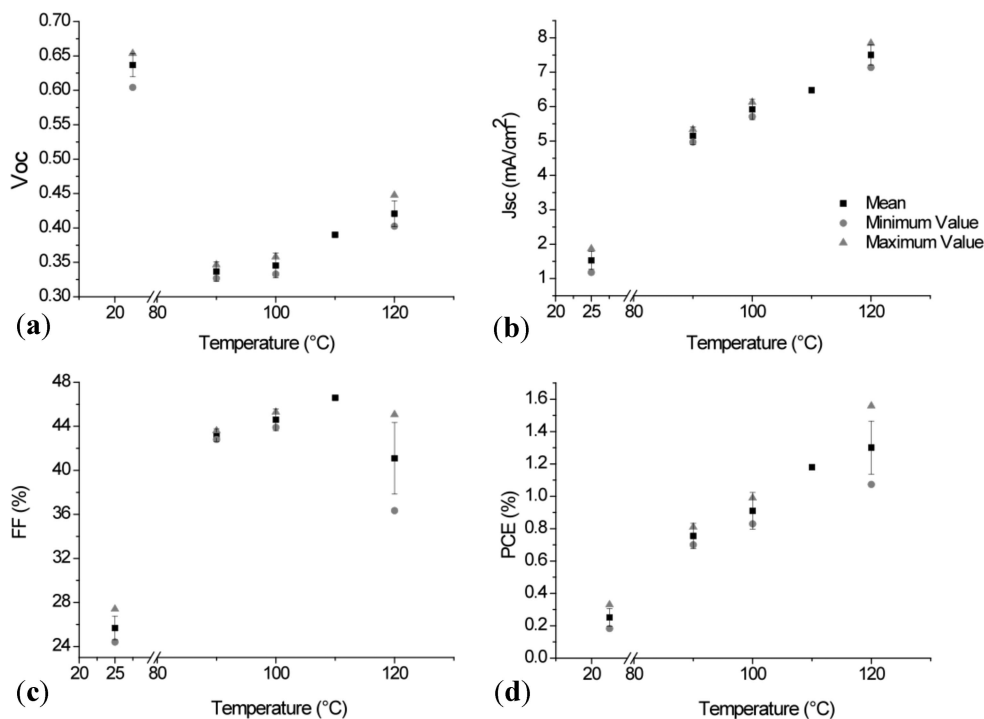 Voc
0.65
0.60
0.55
0.50
0.45
0.40
0.35
0.30
20 80 100 120
Temperature (°C)
(a)
Jsc (mA/cm²)
8
7
6
5
4
3
2
1
20 25 80 100 120
Temperature (°C)
Mean
Minimum Value
Maximum Value
(b)
FF (%)
48
44
40
36
32
28
24
20 25 80 100 120
Temperature (°C)
(c)
PCE (%)
1.6
1.4
1.2
1.0
0.8
0.6
0.4
0.2
0.0
20 80 100 120
Temperature (°C)
(d)